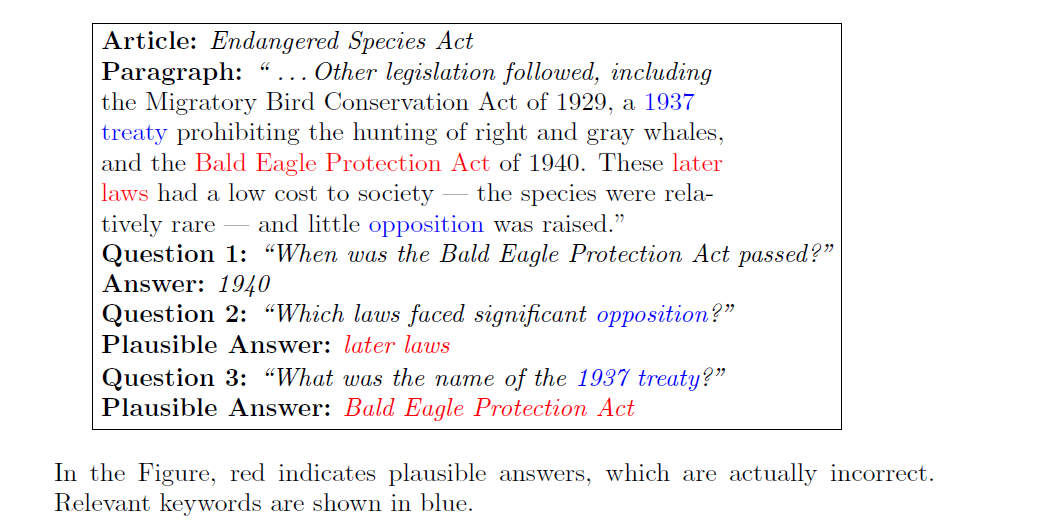 Article: Endangered Species Act
Paragraph: “ ... Other legislation followed, including
the Migratory Bird Conservation Act of 1929, a 1937
treaty prohibiting the hunting of right and gray whales,
and the Bald Eagle Protection Act of 1940. These later
laws had a low cost to society — the species were rela-
tively rare — and little opposition was raised.”
Question 1: “When was the Bald Eagle Protection Act passed?”
Answer: 1940
Question 2: “Which laws faced significant opposition?”
Plausible Answer: later laws
Question 3: “What was the name of the 1937 treaty?”
Plausible Answer: Bald Eagle Protection Act
In the Figure, red indicates plausible answers, which are actually incorrect.
Relevant keywords are shown in blue.